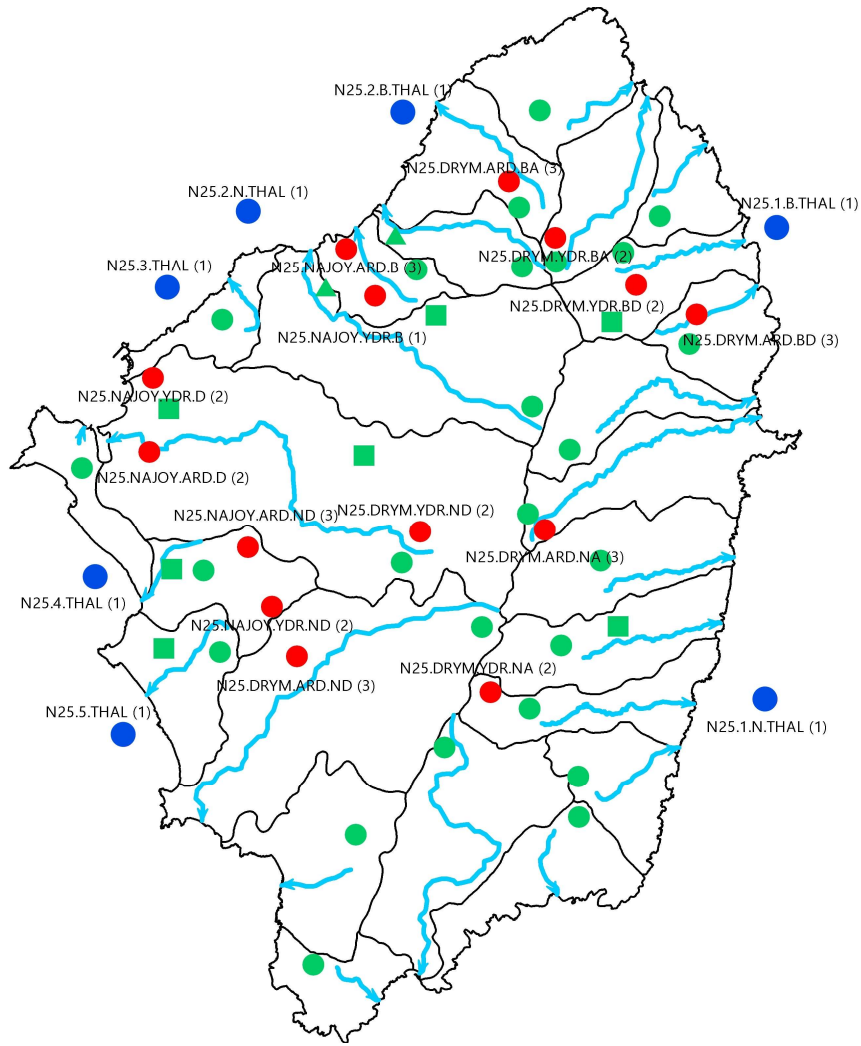 N25.2.B.THAL (1)
N25.DRYM.ARD.BA (3)
N25.2.N.THAL (1)
N25.1.B.THAL (1)
N25.DRYM.YDR.BA (2)
N25.3.THAL (1)
N25.NAJOY.ARD.B (3)
N25.DRYM.YDR.BD (2)
N25.NAJOY.YDR.B (1)
N25.DRYM.ARD.BD (3)
N25.NAJOY.YDR.D (2)
N25.NAJOY.ARD.D (2)
N25.NAJOY.ARD.ND (3)
N25.DRYM.YDR.ND (2)
N25.DRYM.ARD.NA (3)
N25.4.THAL (1)
N25.NAJOY.YDR.ND (2)
N25.DRYM.YDR.NA (2)
N25.DRYM.ARD.ND (3)
N25.5.THAL (1)
N25.1.N.THAL (1)